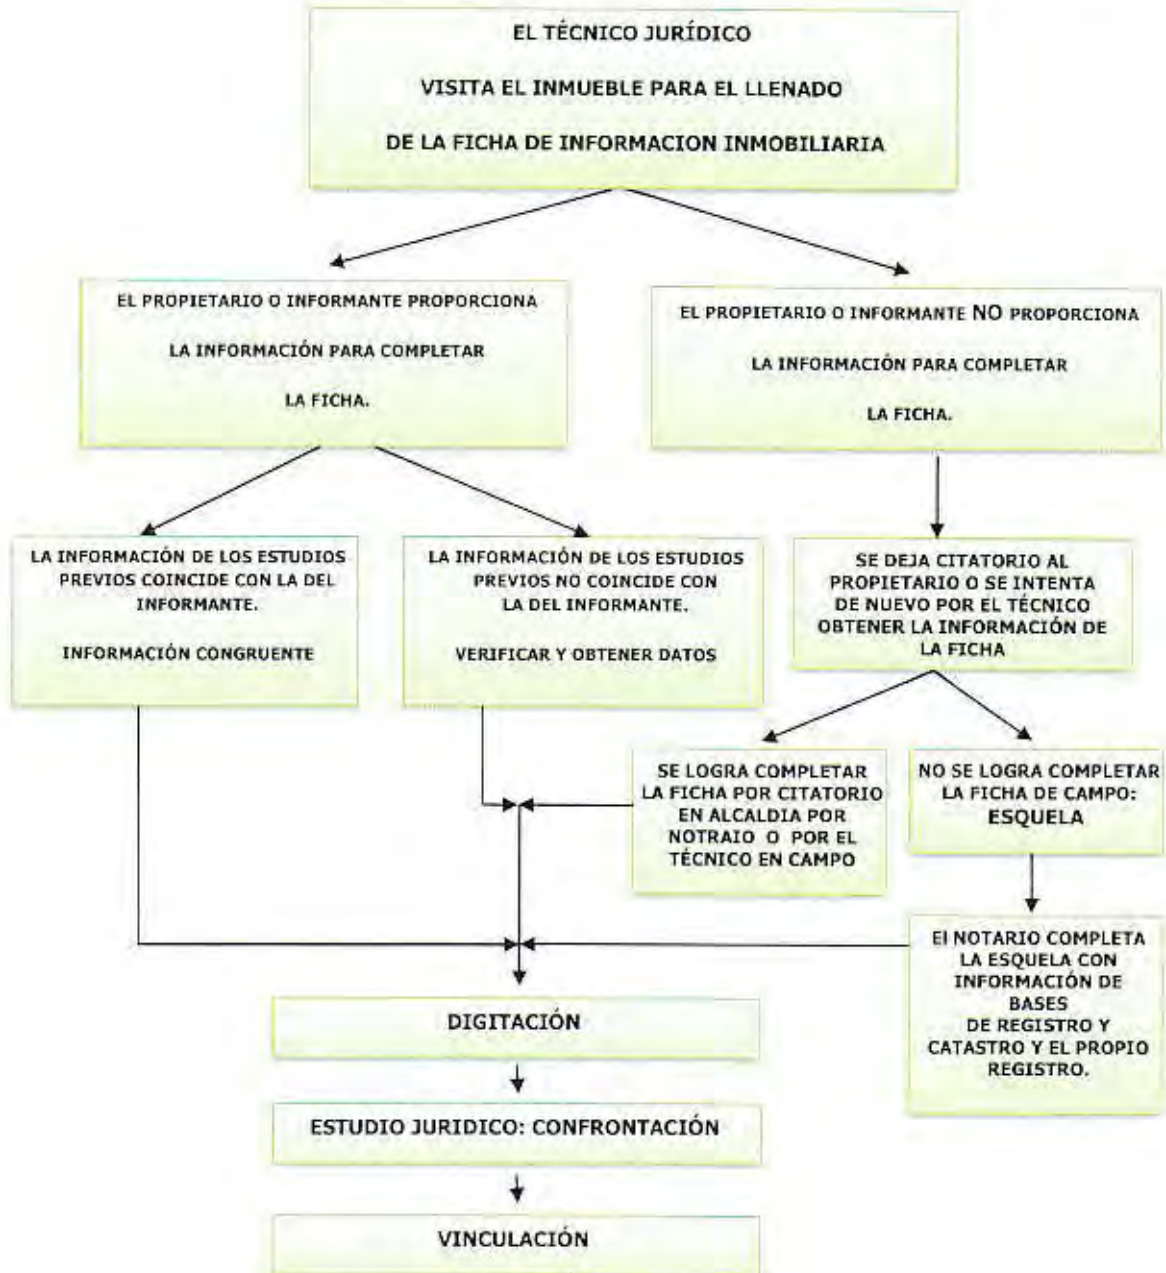 EL TÉCNICO JURÍDICO
VISITA EL INMUEBLE PARA EL LLENADO
DE LA FICHA DE INFORMACION INMOBILIARIA
EL PROPIETARIO O INFORMANTE PROPORCIONA
LA INFORMACIÓN PARA COMPLETAR
LA FICHA.
EL PROPIETARIO O INFORMANTE NO PROPORCIONA
LA INFORMACIÓN PARA COMPLETAR
LA FICHA.
LA INFORMACIÓN DE LOS ESTUDIOS
PREVIOS COINCIDE CON LA DEL
INFORMANTE.
INFORMACIÓN CONGRUENTE
LA INFORMACIÓN DE LOS ESTUDIOS
PREVIOS NO COINCIDE CON
LA DEL INFORMANTE.
VERIFICAR Y OBTENER DATOS
SE DEJA CITATORIO AL
PROPIETARIO O SE INTENTA
DE NUEVO POR EL TÉCNICO
OBTENER LA INFORMACIÓN DE
LA FICHA
SE LOGRA COMPLETAR
LA FICHA POR CITATORIO
EN ALCALDIA POR
NOTRAIO O POR EL
TÉCNICO EN CAMPO
NO SE LOGRA COMPLETAR
LA FICHA DE CAMPO:
ESQUELA
El NOTARIO COMPLETA
LA ESQUELA CON
INFORMACIÓN DE
BASES
DE REGISTRO Y
CATASTRO Y EL PROPIO
REGISTRO.
DIGITACIÓN
ESTUDIO JURIDICO: CONFRONTACIÓN
VINCULACIÓN